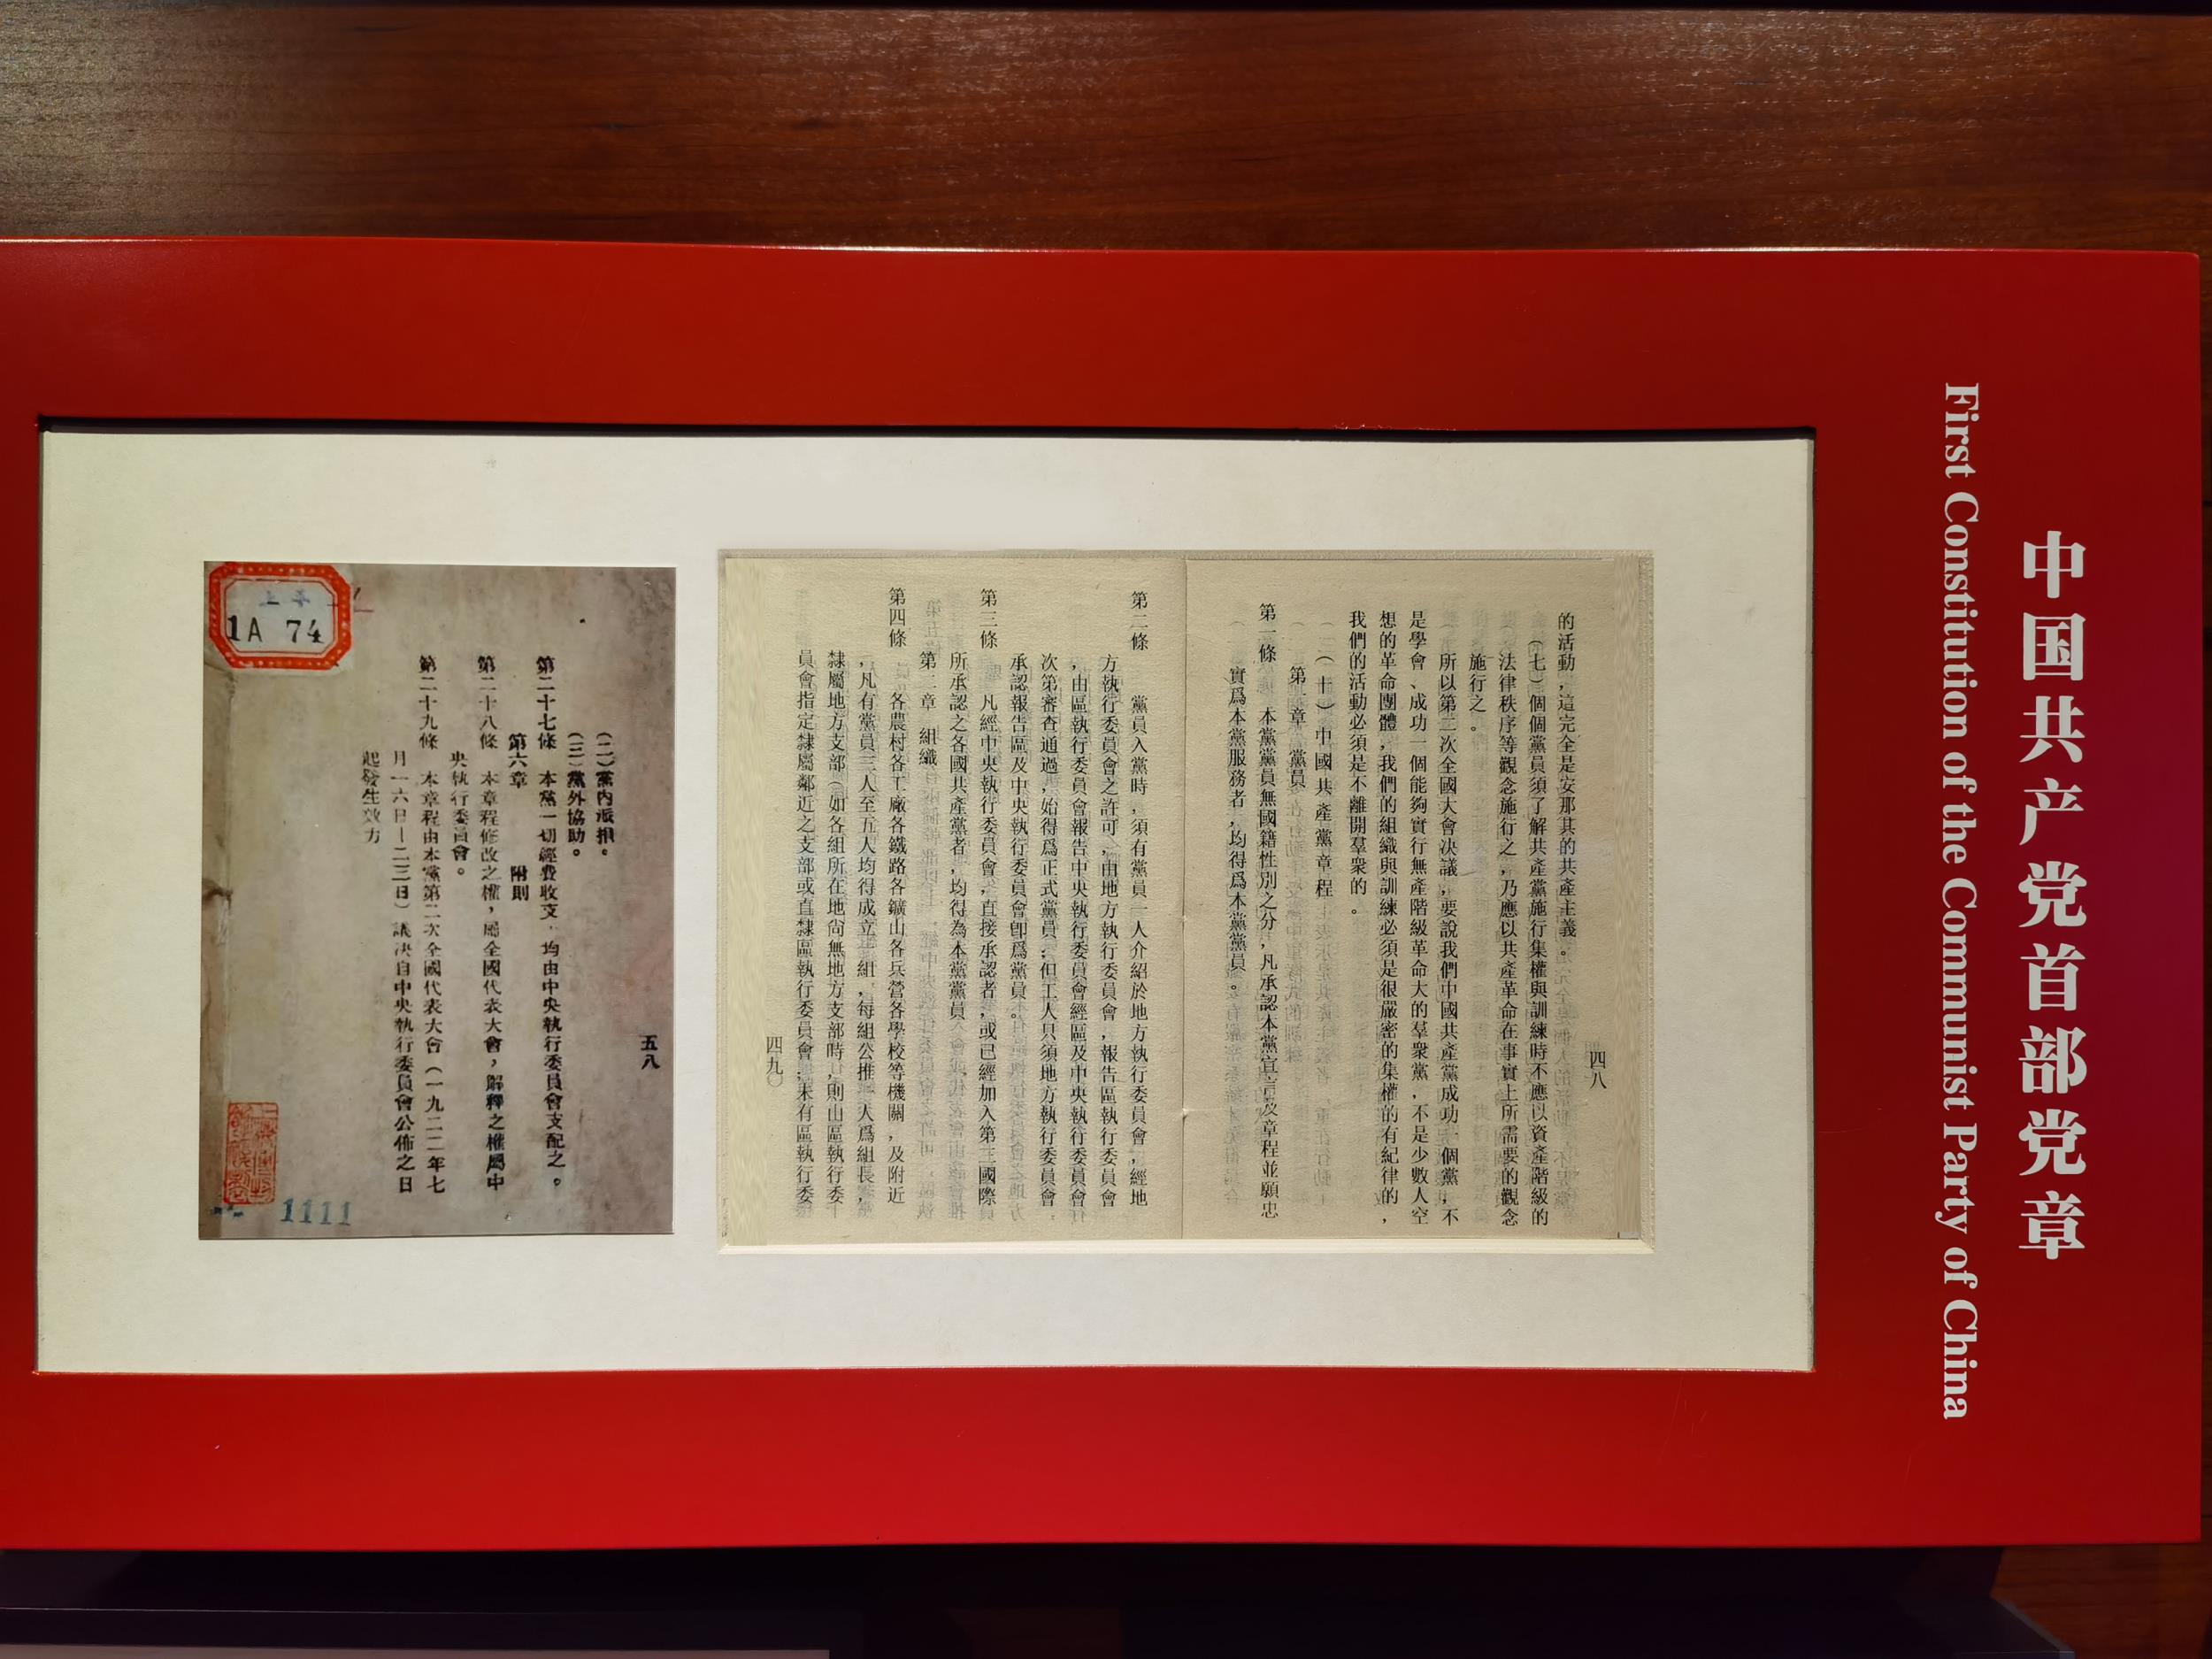 中国共产党首部党章
First Constitution of the Communist Party of China
四八
的活動，這完全是安那其的共產主義。
（七）個個黨員須了解共產黨施行集權與訓練時不應以資產階級的
法律秩序等觀念施行之，乃應以共產革命在事實上所需要的觀念
施行之。
所以第二次全國大會決議，要說我們中國共產黨成功一個黨，不
是學會、成功一個能夠實行無產階級革命大的羣衆黨，不是少數人空
想的革命團體，我們的組織與訓練必須是很嚴密的集權的有紀律的，
我們的活動必須是不離開羣衆的。
（十）中國共產黨章程
第一章 黨員
第一條 本黨黨員無國籍性別之分，凡承認本黨宣言及章程並願忠
實爲本黨服務者，均得爲本黨黨員。
第二條 黨員入黨時，須有黨員一人介紹於地方執行委員會，經地
方執行委員會之許可，由地方執行委員會，報告區執行委員會
，由區執行委員會報告中央執行委員會經區及中央執行委員會
次第審查通過，始得爲正式黨員；但工人只須地方執行委員會
承認報告區及中央執行委員會卽爲黨員。
第三條 凡經中央執行委員會，直接承認者，或已經加入第三國際
所承認之各國共產黨者，均得為本黨黨員
第二章 組織
第四條 各農村各工廠各鐵路各鑛山各兵營各學校等機關，及附近
，凡有黨員三人至五人均得成立一組，每組公推一人爲組長，
隸屬地方支部（如各組所在地尙無地方支部時，則由區執行委
員會指定隸屬鄰近之支部或直隸區執行委員會，未有區執行委
四九
五八
（二）黨內派捐。
（三）黨外協助。
第二十七條 本黨一切經費收支，均由中央執行委員會支配之。
第六章 附則
第二十八條 本章程修改之權，屬全國代表大會，解釋之權屬中
央執行委員會。
第二十九條 本章程由本黨第二次全國代表大會（一九二二年七
月一六日—二三日）議决自中央執行委員會公佈之日
起發生效力
1A 74
1111